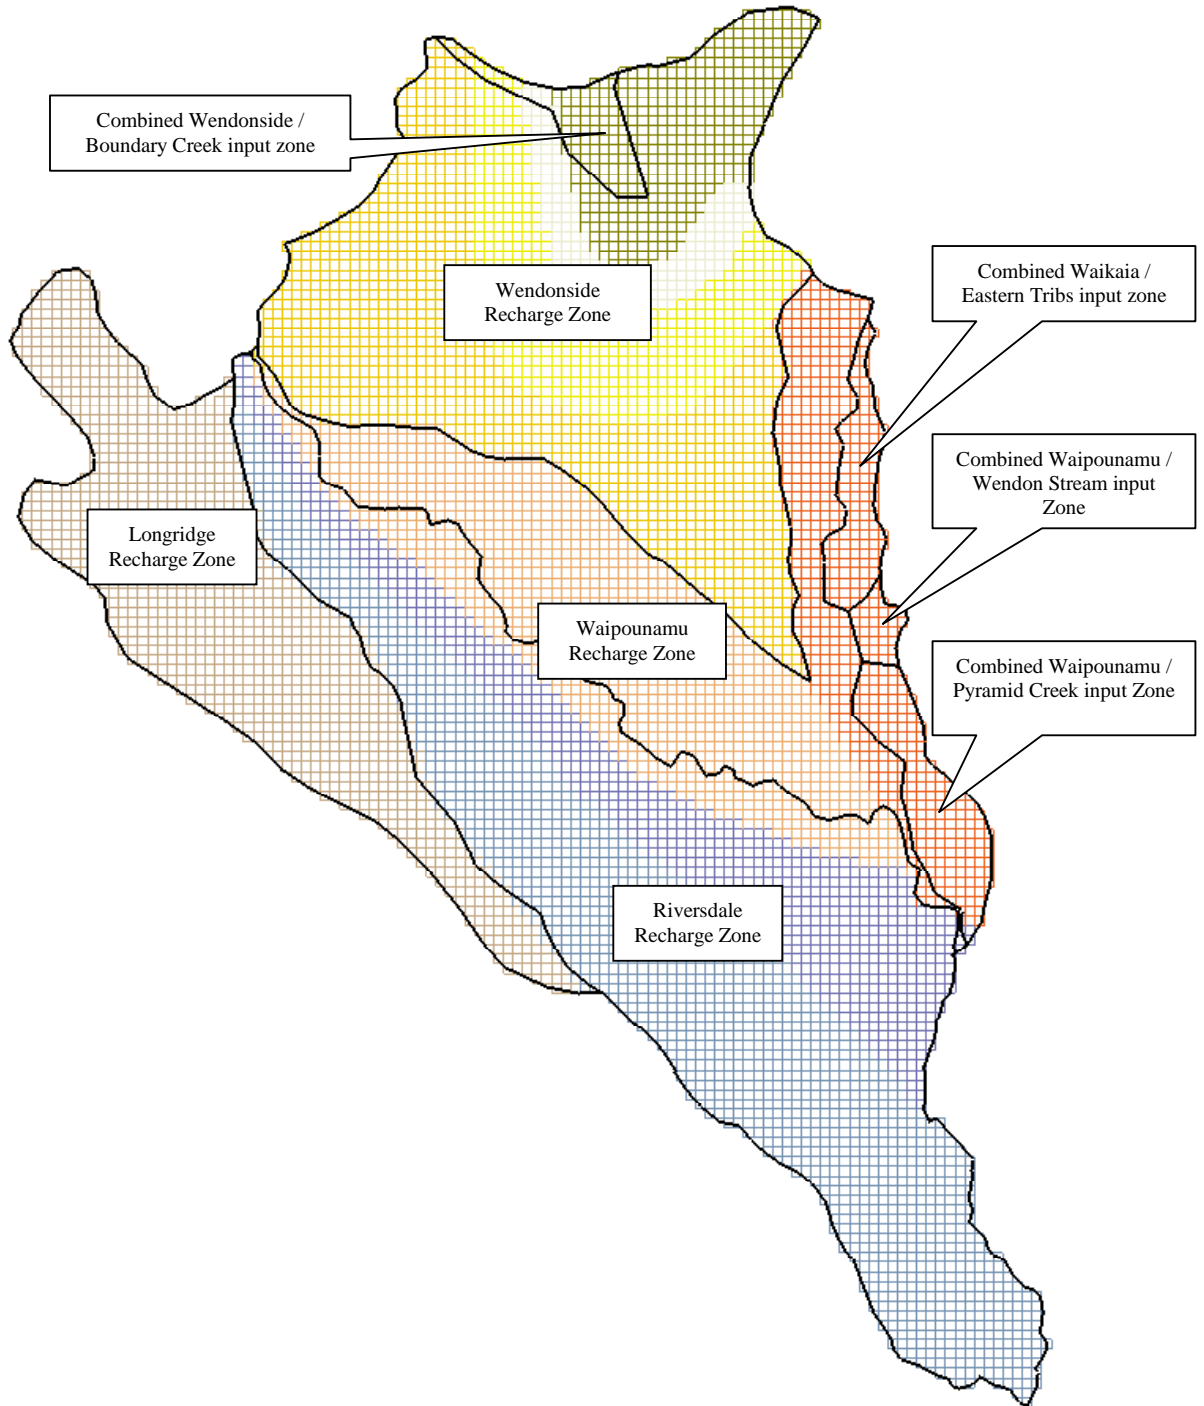 Combined Wendonside /
Boundary Creek input zone
Combined Waikaia /
Eastern Tribs input zone
Wendonside
Recharge Zone
Combined Waipounamu /
Wendon Stream input
Zone
Longridge
Recharge Zone
Waipounamu
Recharge Zone
Combined Waipounamu /
Pyramid Creek input Zone
Riversdale
Recharge Zone